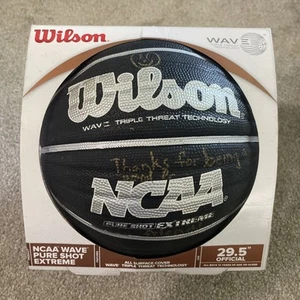 Wilson
WAVE
Wilson
WAVE TRIPLE THREAT TECHNOLOGY
Thanks for being
NCAA
PURE SHOT EXTREME
NCAA WAVE
PURE SHOT
EXTREME
ALL SURFACE COVER
WAVE TRIPLE THREAT TECHNOLOGY
29.5"
OFFICIAL